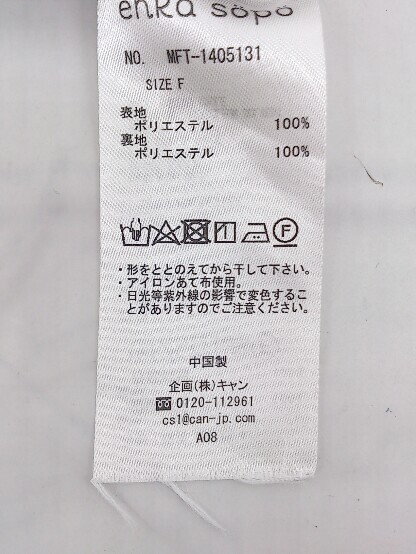 ehka sopo
NO. MFT-1405131
SIZE F
表地
ポリエステル 100%
裏地
ポリエステル 100%
・形をととのえてから干して下さい。
・アイロンあて布使用。
・日光等紫外線の影響で変色するこ
とがありますのでご注意ください。
中国製
企画(株)キャン
0120-112961
cs1@can-jp.com
A08